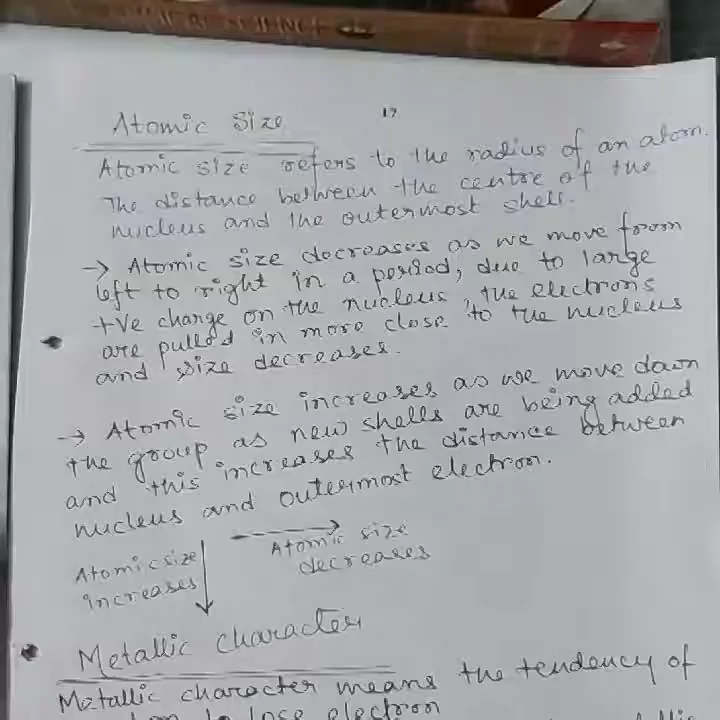 SCIENCE
17
Atomic Size
Atomic size refers to the radius of an atom.
The distance between the centre of the
nucleus and the outermost shell.
→ Atomic size decreases as we move from
left to right in a period, due to large
+ve charge on the nucleus, the electrons
are pulled in more close to the nucleus
and size decreases.
→ Atomic size increases as we move down
the group as new shells are being added
and this increases the distance between
nucleus and outermost electron.
Atomic size
increases
Atomic size
decreases
Metallic character
Metallic character means the tendency of
to lose electron